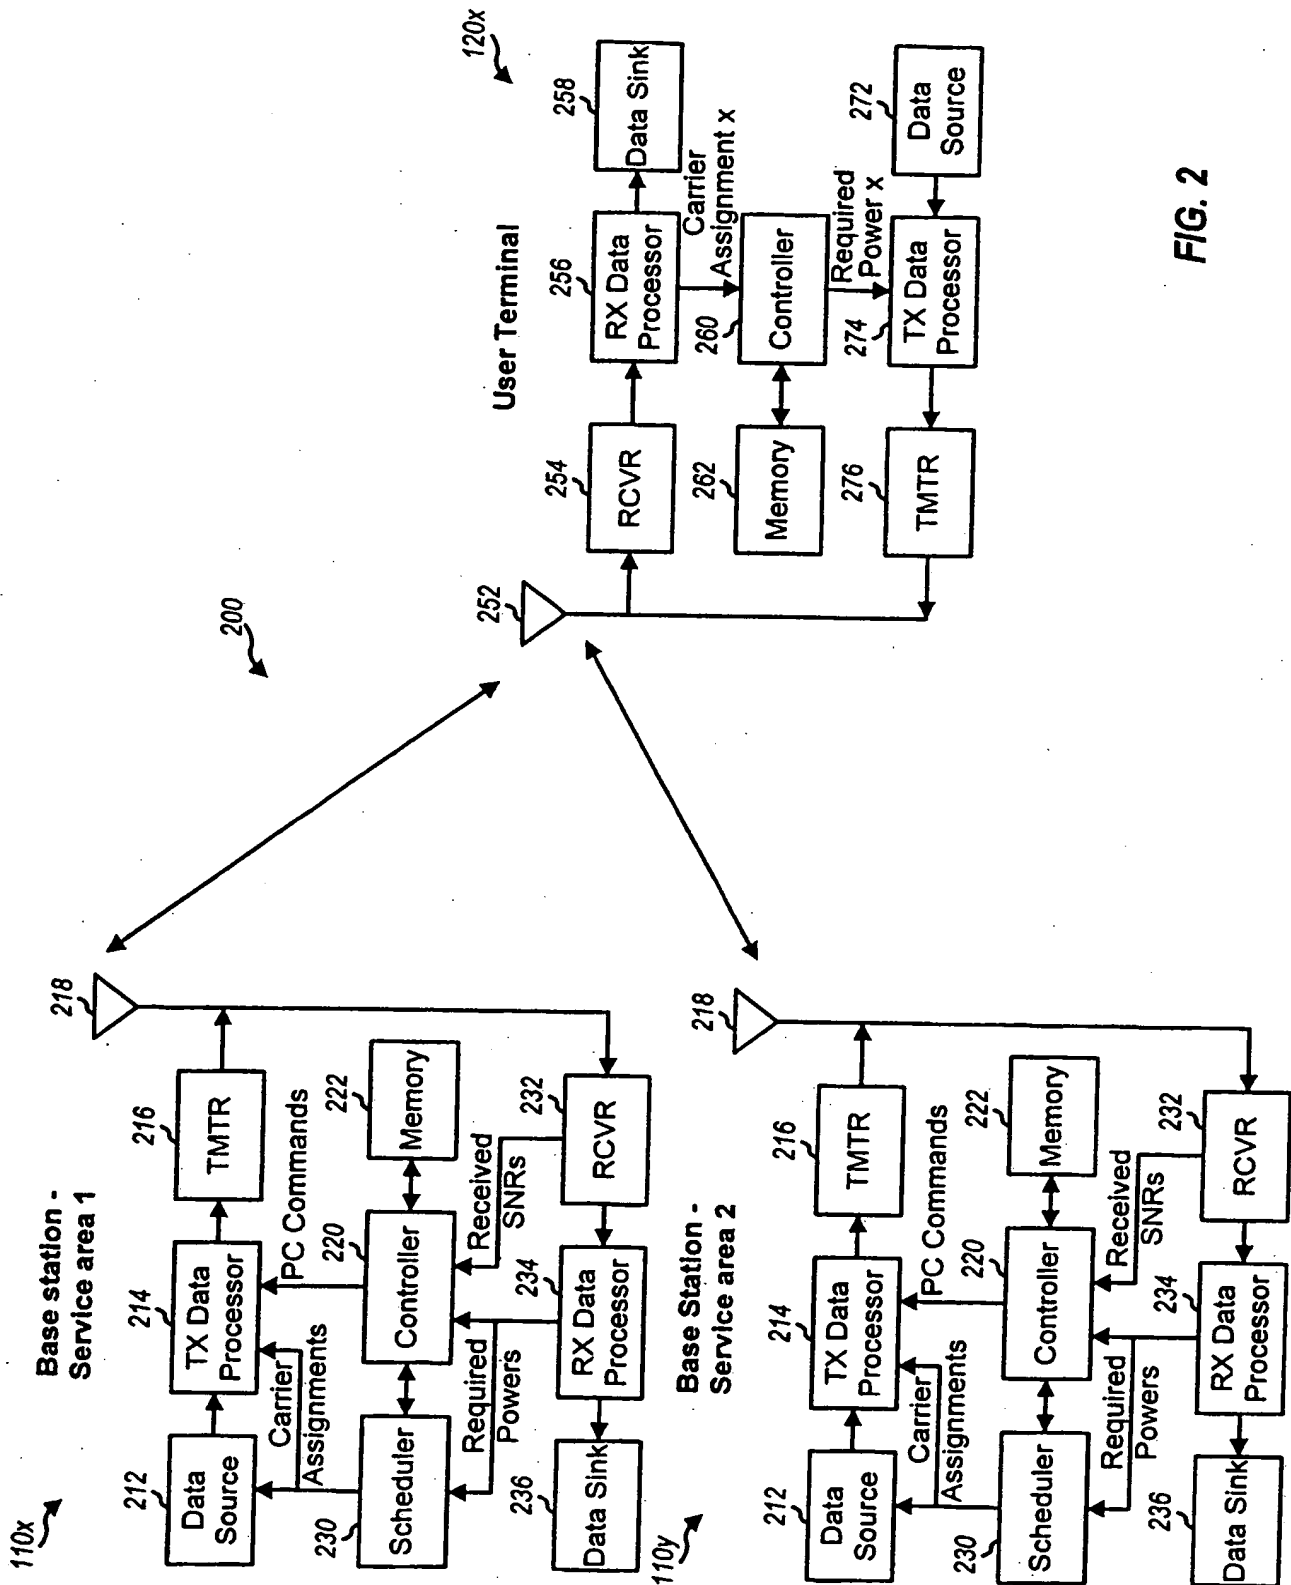 110x
Base station -
Service area 1
212
Data
Source
214
TX Data
Processor
216
TMTR
218
Carrier
Assignments
PC Commands
230
Scheduler
220
Controller
222
Memory
Required
Powers
Received
SNRs
236
Data Sink
234
RX Data
Processor
232
RCVR
110y
Base Station -
Service area 2
212
Data
Source
214
TX Data
Processor
216
TMTR
218
Carrier
Assignments
PC Commands
230
Scheduler
220
Controller
222
Memory
Required
Powers
Received
SNRs
236
Data Sink
234
RX Data
Processor
232
RCVR
200
120x
User Terminal
252
254
RCVR
256
RX Data
Processor
258
Data Sink
Carrier
Assignment x
262
Memory
260
Controller
Required
Power x
276
TMTR
274
TX Data
Processor
272
Data
Source
FIG. 2